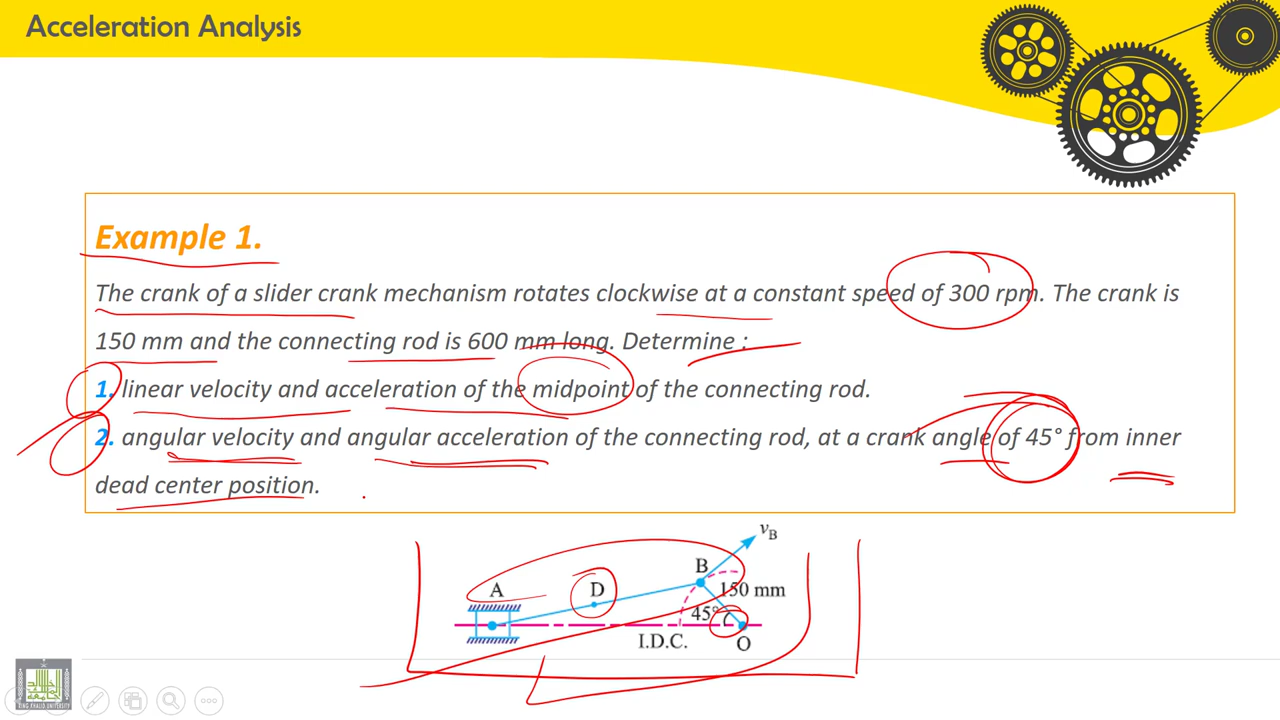 Acceleration Analysis
Example 1.
The crank of a slider crank mechanism rotates clockwise at a constant speed of 300 rpm. The crank is
150 mm and the connecting rod is 600 mm long. Determine :
1. linear velocity and acceleration of the midpoint of the connecting rod.
2. angular velocity and angular acceleration of the connecting rod, at a crank angle of 45° from inner
dead center position.
vB
B
A
D
150 mm
45°
I.D.C.
O
KING KHALID UNIVERSITY